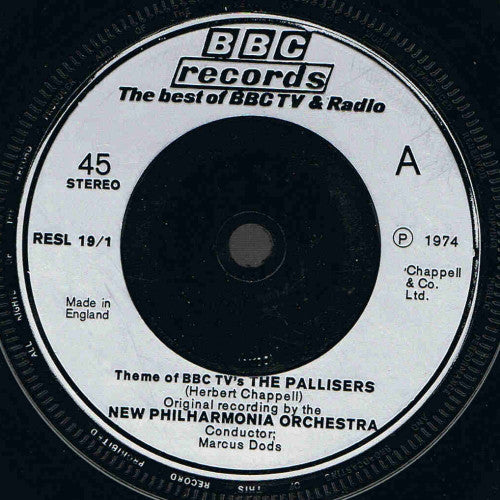 BBC
records
The best of BBC TV & Radio
45
STEREO
A
RESL 19/1
Ⓟ 1974
'Chappell
& Co.
Ltd.
Made in
England
Theme of BBC TV's THE PALLISERS
(Herbert Chappell)
Original recording by the
NEW PHILHARMONIA ORCHESTRA
Conductor;
Marcus Dods